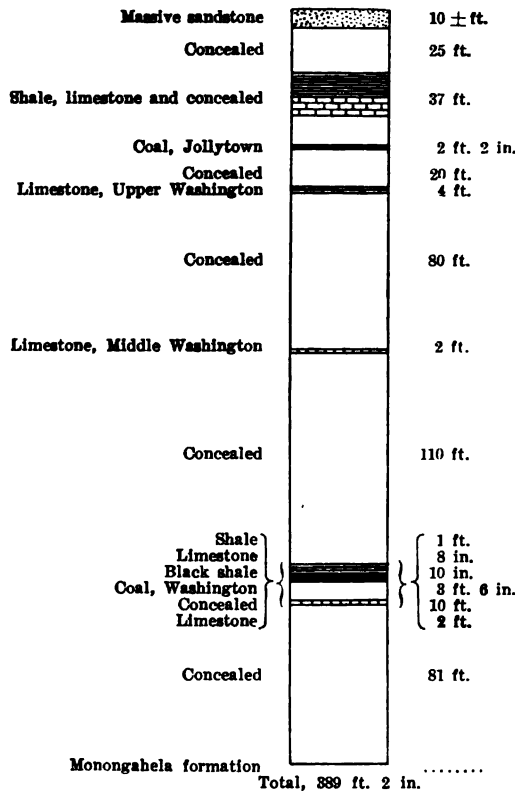 Massive sandstone 10 ± ft.
Concealed 25 ft.
Shale, limestone and concealed 37 ft.
Coal, Jollytown 2 ft. 2 in.
Concealed 20 ft.
Limestone, Upper Washington 4 ft.
Concealed 80 ft.
Limestone, Middle Washington 2 ft.
Concealed 110 ft.
Shale 1 ft.
Limestone 8 in.
Black shale 10 in.
Coal, Washington 3 ft. 6 in.
Concealed 10 ft.
Limestone 2 ft.
Concealed 81 ft.
Monongahela formation ........
Total, 389 ft. 2 in.